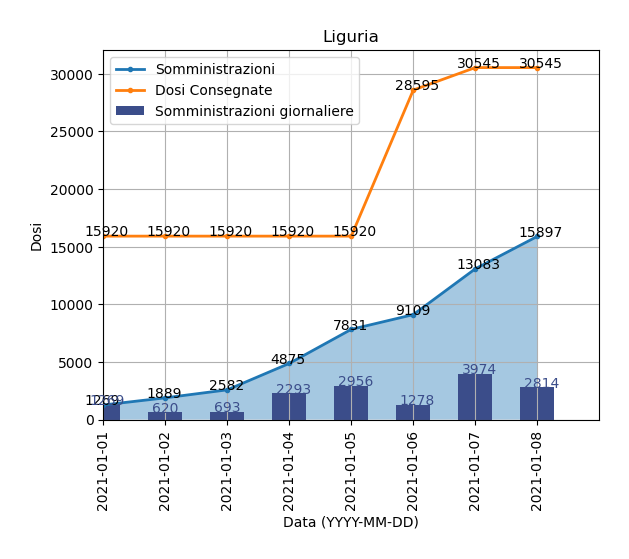 Liguria
Somministrazioni
Dosi Consegnate
Somministrazioni giornaliere
Dosi
30000
25000
20000
15000
10000
5000
0
15920 15920 15920 15920 15920 28595 30545 30545
1269 1889 2582 4875 7831 9109 13083 15897
1269 620 693 2293 2956 1278 3974 2814
2021-01-01
2021-01-02
2021-01-03
2021-01-04
2021-01-05
2021-01-06
2021-01-07
2021-01-08
Data (YYYY-MM-DD)